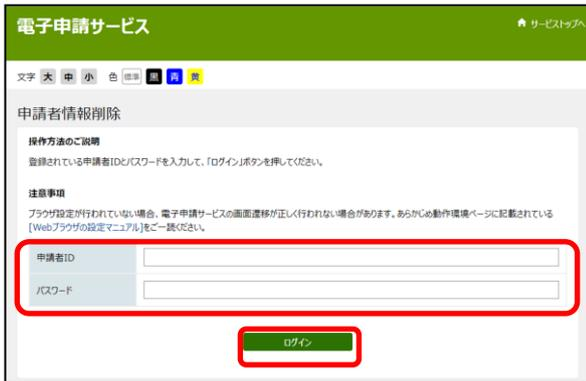 電子申請サービス
サービストップへ
文字 大 中 小 色 標準 黒 青 黄
申請者情報削除
操作方法のご説明
登録されている申請者IDとパスワードを入力して、「ログイン」ボタンを押してください。
注意事項
ブラウザ設定が行われていない場合、電子申請サービスの画面遷移が正しく行われない場合があります。あらかじめ動作環境ページに記載されている
[Webブラウザの設定マニュアル]をご一読ください。
申請者ID
パスワード
ログイン